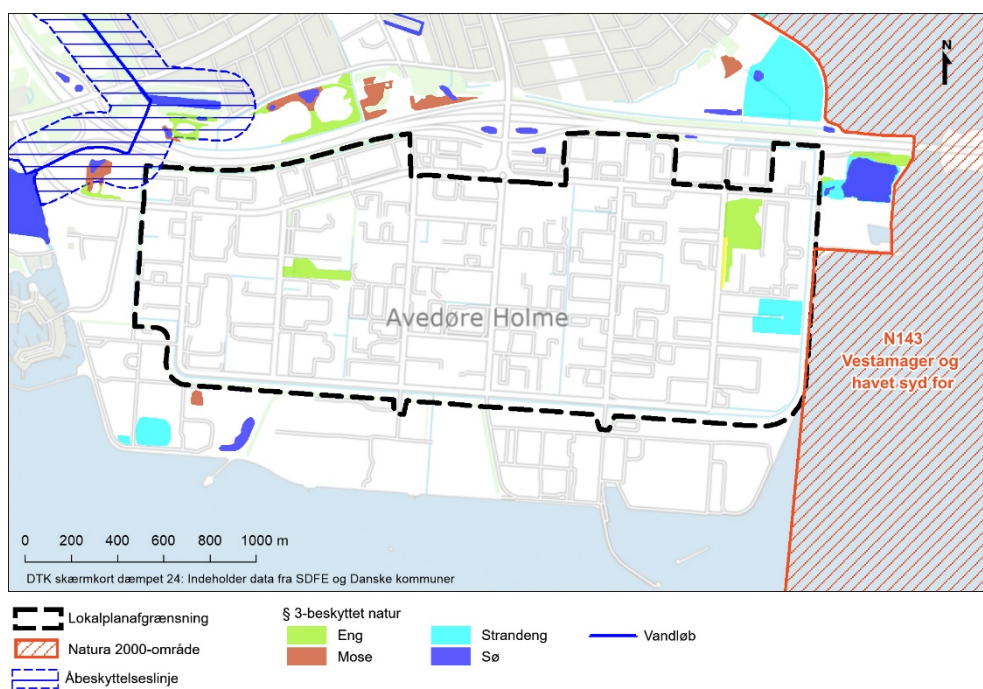 N
Avedøre Holme
N143
Vestamager og
havet syd for
0 200 400 600 800 1000 m
DTK skærmkort dæmpet 24: Indeholder data fra SDFE og Danske kommuner
Lokalplanafgrænsning
Natura 2000-område
Åbeskyttelseslinje
§ 3-beskyttet natur
Eng
Mose
Strandeng
Sø
Vandløb